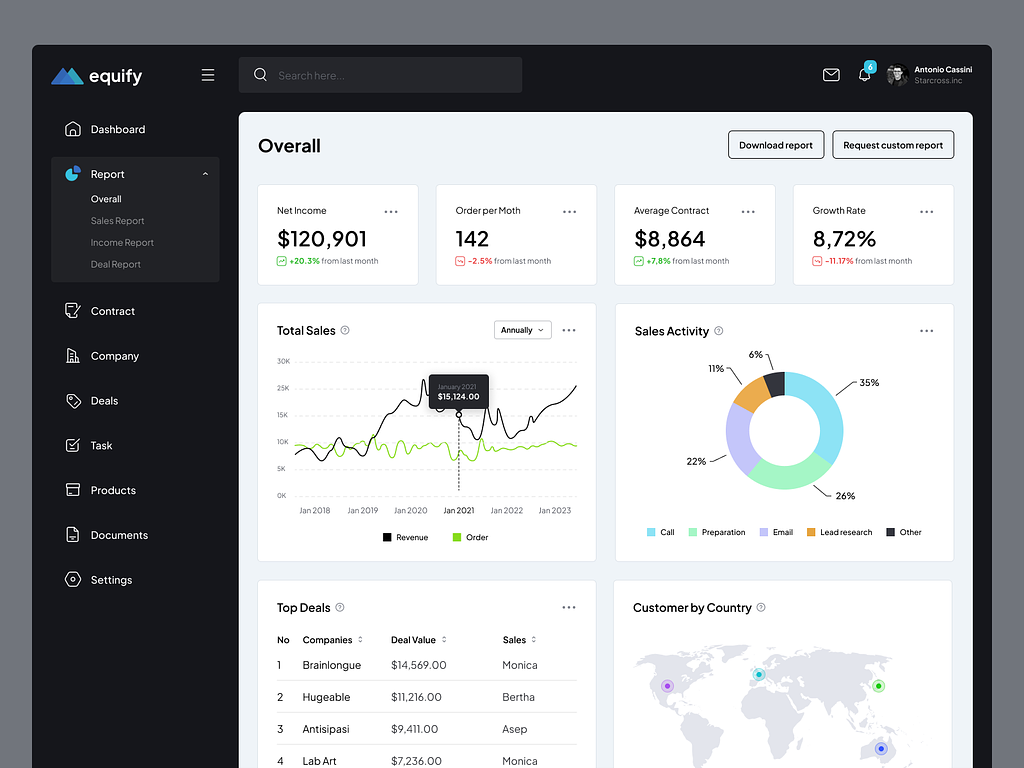 equify
Search here...
6
Antonio Cassini
Starcross.inc
Dashboard
Report
Overall
Sales Report
Income Report
Deal Report
Contract
Company
Deals
Task
Products
Documents
Settings
Overall
Download report
Request custom report
Net Income
$120,901
+20.3% from last month
Order per Moth
142
-2.5% from last month
Average Contract
$8,864
+7,8% from last month
Growth Rate
8,72%
-11.17% from last month
Total Sales
Annually
30K
25K
15K
10K
5K
0K
January 2021
$15,124.00
Jan 2018 Jan 2019 Jan 2020 Jan 2021 Jan 2022 Jan 2023
Revenue Order
Sales Activity
6%
11%
35%
22%
26%
Call Preparation Email Lead research Other
Top Deals
No Companies Deal Value Sales
1 Brainlongue $14,569.00 Monica
2 Hugeable $11,216.00 Bertha
3 Antisipasi $9,411.00 Asep
4 Lab Art $7,236.00 Monica
Customer by Country